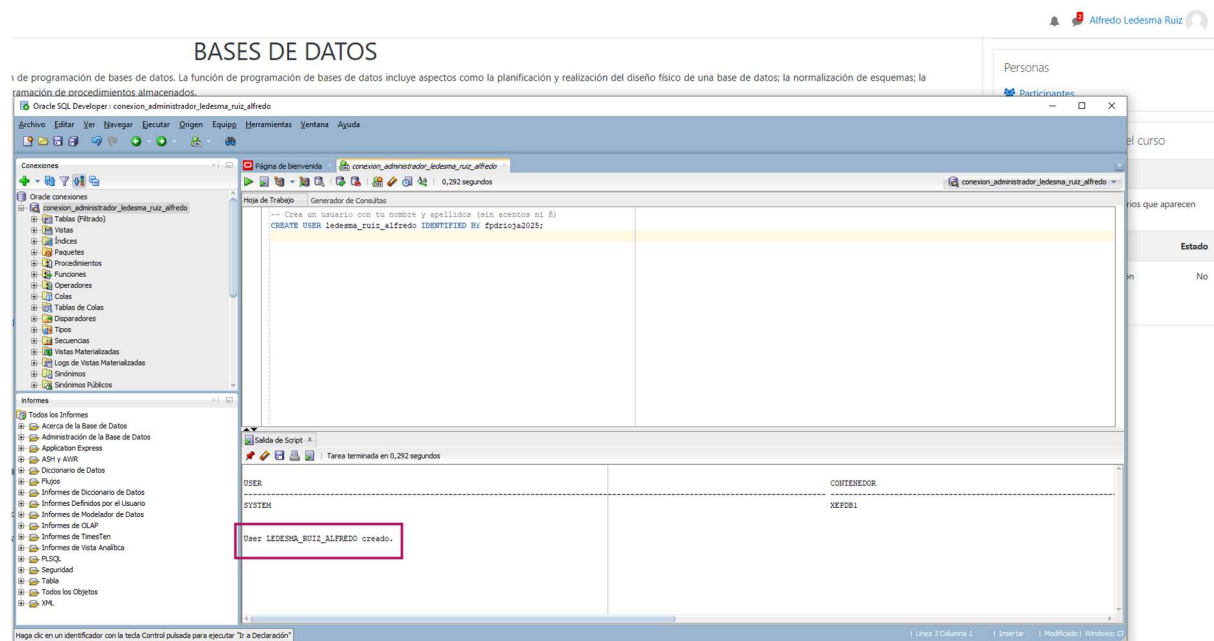 Alfredo Ledesma Ruiz
2
BASES DE DATOS
n de programación de bases de datos. La función de programación de bases de datos incluye aspectos como la planificación y realización del diseño físico de una base de datos; la normalización de esquemas; la
ramación de procedimientos almacenados.
Personas
Participantes
Oracle SQL Developer : conexion_administrador_ledesma_ruiz_alfredo
Archivo Editar Ver Navegar Ejecutar Origen Equipo Herramientas Ventana Ayuda
el curso
Conexiones
Página de bienvenida
conexion_administrador_ledesma_ruiz_alfredo
0,292 segundos
conexion_administrador_ledesma_ruiz_alfredo
Hoja de Trabajo Generador de Consultas
-- Crea un usuario con tu nombre y apellidos (sin acentos ni ñ)
CREATE USER ledesma_ruiz_alfredo IDENTIFIED BY fpdrioja2025;
rios que aparecen
Estado
No
Oracle conexiones
conexion_administrador_ledesma_ruiz_alfredo
Tablas (Filtrado)
Vistas
Índices
Paquetes
Procedimientos
Funciones
Operadores
Colas
Tablas de Colas
Disparadores
Tipos
Secuencias
Vistas Materializadas
Logs de Vistas Materializadas
Sinónimos
Sinónimos Públicos
Informes
Todos los Informes
Acerca de la Base de Datos
Administración de la Base de Datos
Application Express
ASH y AWR
Diccionario de Datos
Flujos
Informes de Diccionario de Datos
Informes Definidos por el Usuario
Informes de Modelador de Datos
Informes de OLAP
Informes de TimesTen
Informes de Vista Analítica
PLSQL
Seguridad
Tabla
Todos los Objetos
XML
Salida de Script
Tarea terminada en 0,292 segundos
USER CONTENEDOR
SYSTEM XEPDB1
User LEDESMA_RUIZ_ALFREDO creado.
Haga clic en un identificador con la tecla Control pulsada para ejecutar "Ir a Declaración"
Línea 3 Columna 1 | Insertar | Modificado | Windows: Cl